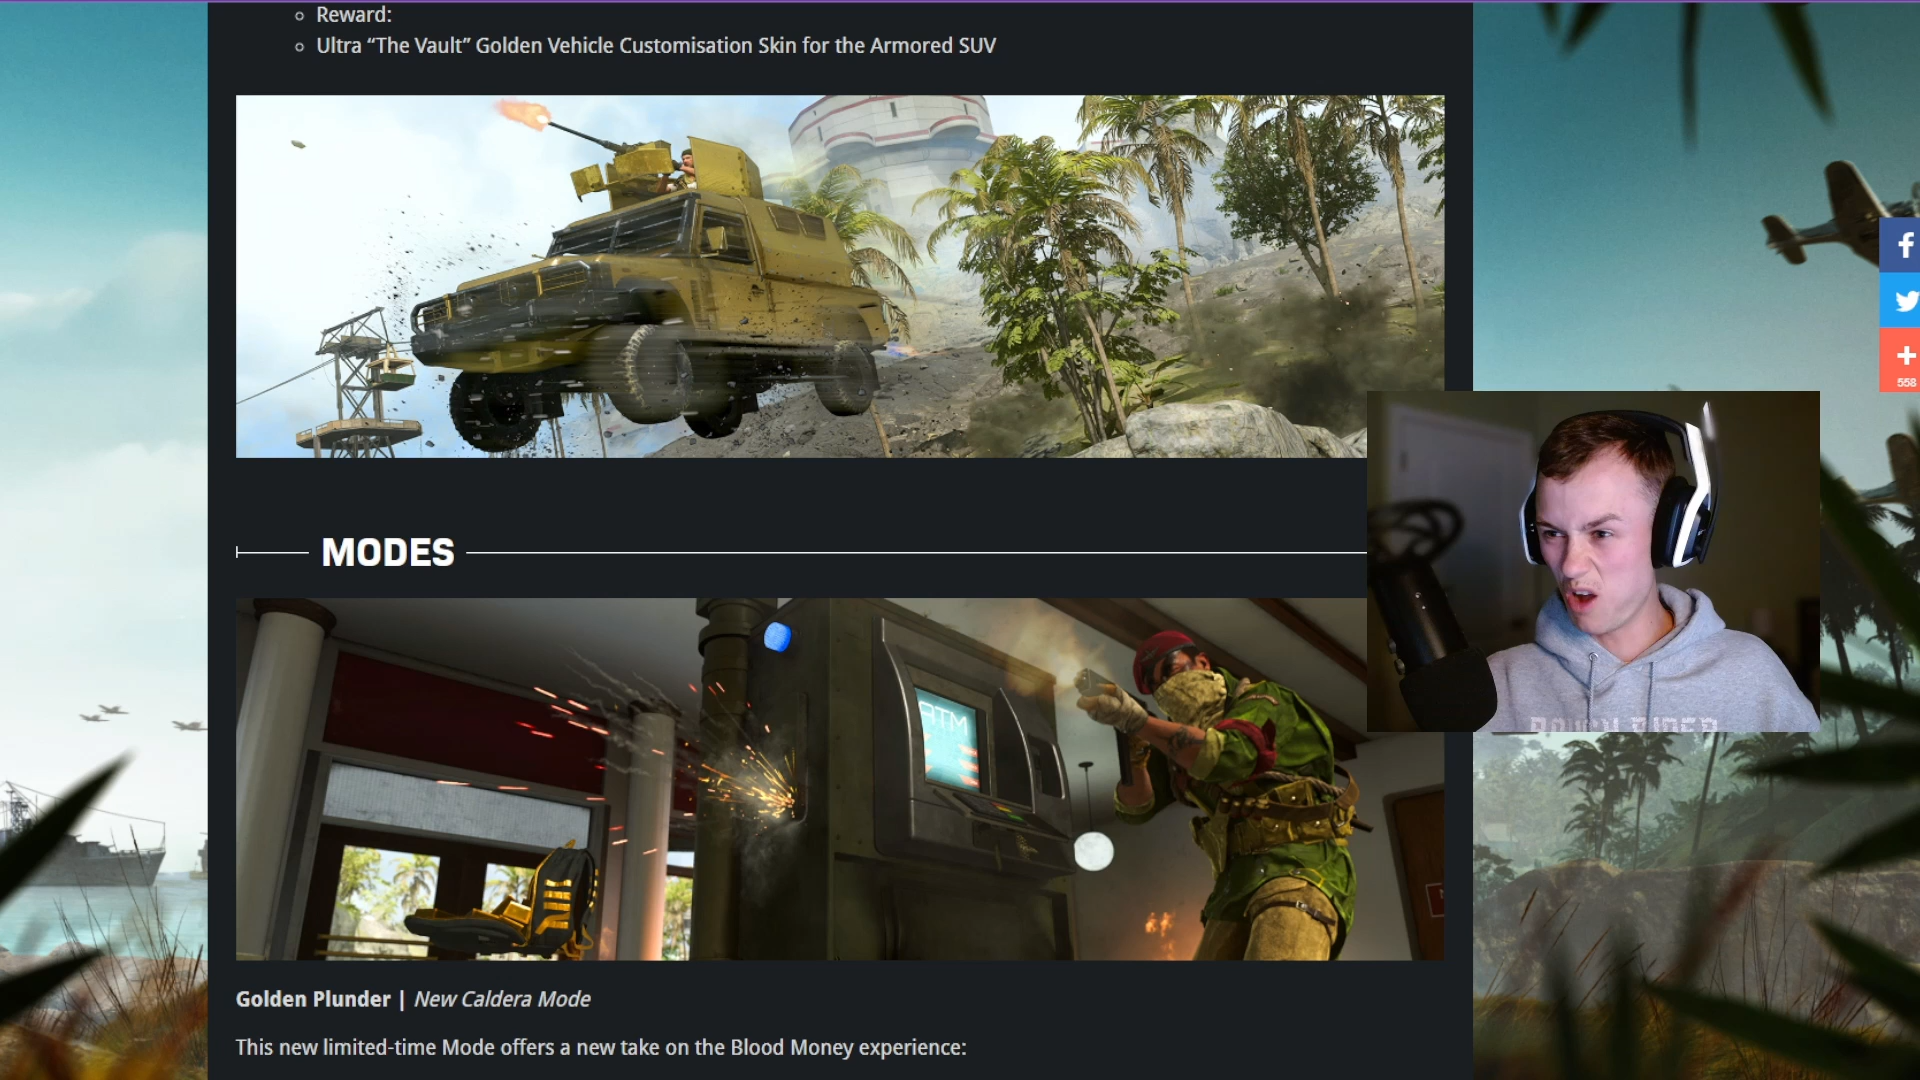 Reward:
Ultra “The Vault” Golden Vehicle Customisation Skin for the Armored SUV
558
MODES
ATM
Golden Plunder | New Caldera Mode
This new limited-time Mode offers a new take on the Blood Money experience: